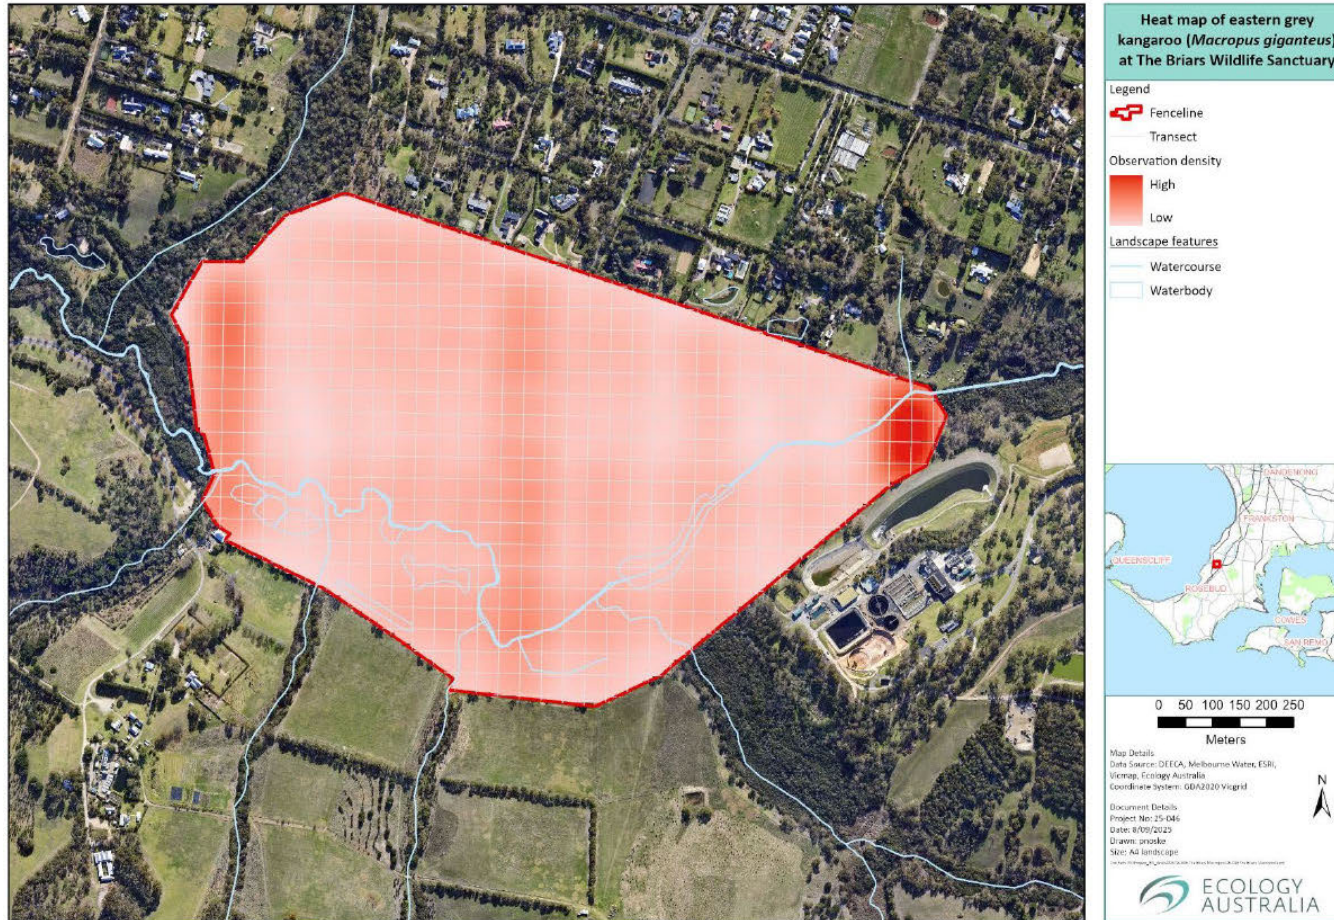 Heat map of eastern grey
kangaroo (Macropus giganteus)
at The Briars Wildlife Sanctuary
Legend
Fenceline
Transect
Observation density
High
Low
Landscape features
Watercourse
Waterbody
DANDENONG
FRANKSTON
QUEENSCLIFF
ROSEBUD
COWES
SAN REMO
0 50 100 150 200 250
Meters
Map Details
Data Source: DEECA, Melbourne Water, ESRI,
Vicmap, Ecology Australia
Coordinate System: GDA2020 Vicgrid
N
Document Details
Project No: 25-046
Date: 8/09/2025
Drawn: pnoske
Size: A4 landscape
ECOLOGY
AUSTRALIA